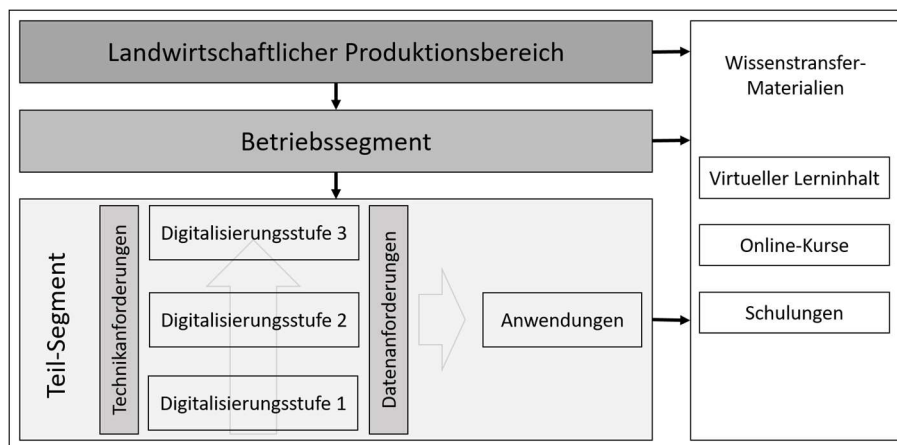 Landwirtschaftlicher Produktionsbereich
Betriebssegment
Teil-Segment
Technikanforderungen
Digitalisierungsstufe 3
Digitalisierungsstufe 2
Digitalisierungsstufe 1
Datenanforderungen
Anwendungen
Wissenstransfer-
Materialien
Virtueller Lerninhalt
Online-Kurse
Schulungen